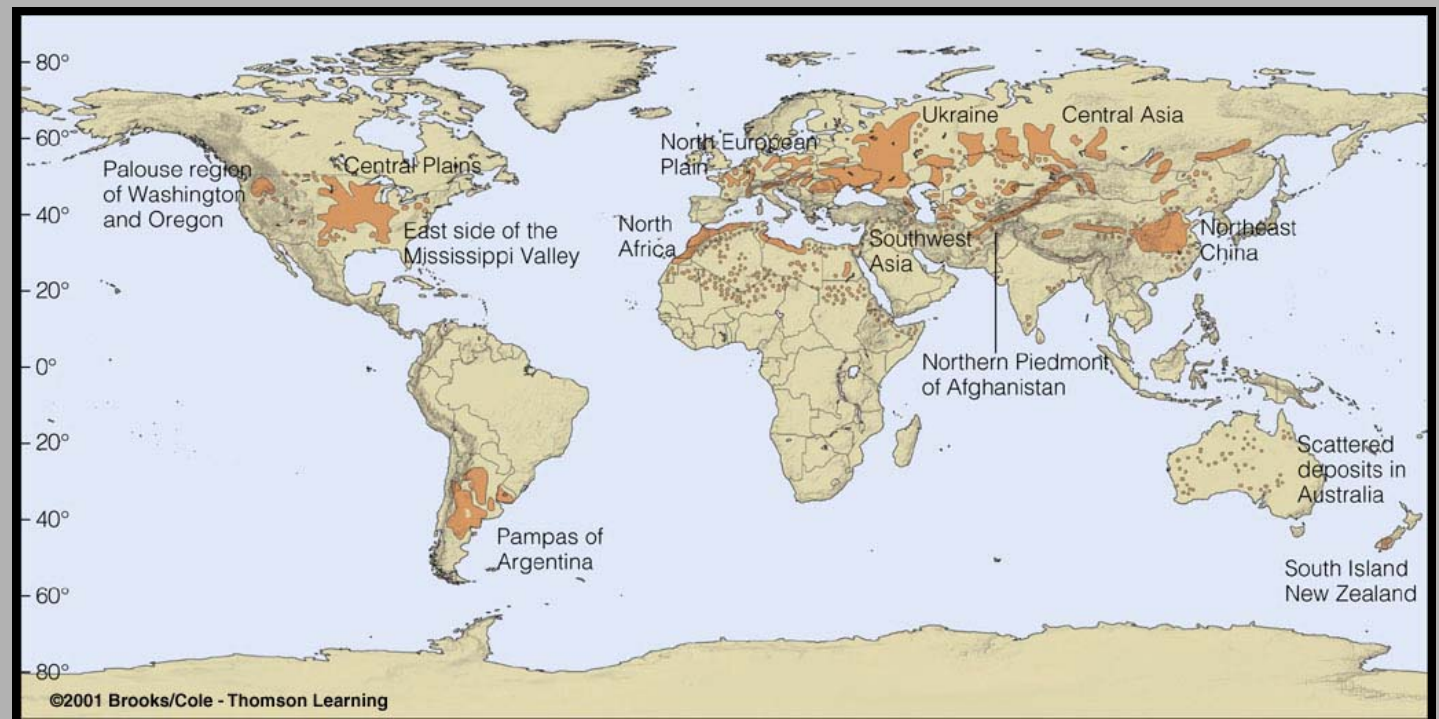 80°
60°
40°
20°
0°
20°
40°
60°
80°
Palouse region
of Washington
and Oregon
Central Plains
East side of the
Mississippi Valley
Pampas of
Argentina
North European
Plain
North
Africa
Ukraine
Central Asia
Southwest
Asia
Northeast
China
Northern Piedmont
of Afghanistan
Scattered
deposits in
Australia
South Island
New Zealand
©2001 Brooks/Cole - Thomson Learning